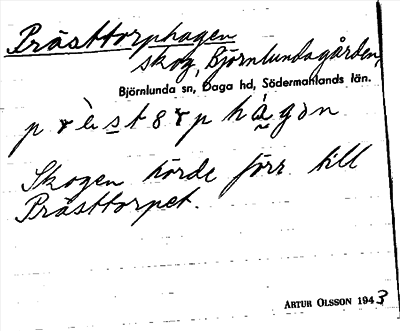 Prästtorphagen
skog, Björnlundagården,
Björnlunda sn, Daga hd, Södermanlands län.
Skogen hörde förr till
Prästtorpet.
ARTUR OLSSON 1943